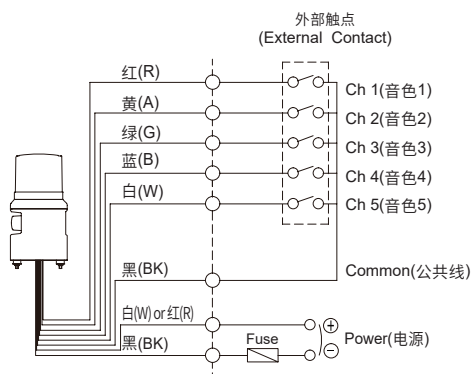 外部触点
(External Contact)
红(R)
Ch 1(音色1)
黄(A)
Ch 2(音色2)
绿(G)
Ch 3(音色3)
蓝(B)
Ch 4(音色4)
白(W)
Ch 5(音色5)
黑(BK)
Common(公共线)
白(W) or 红(R)
黑(BK)
Fuse
+
−
Power(电源)